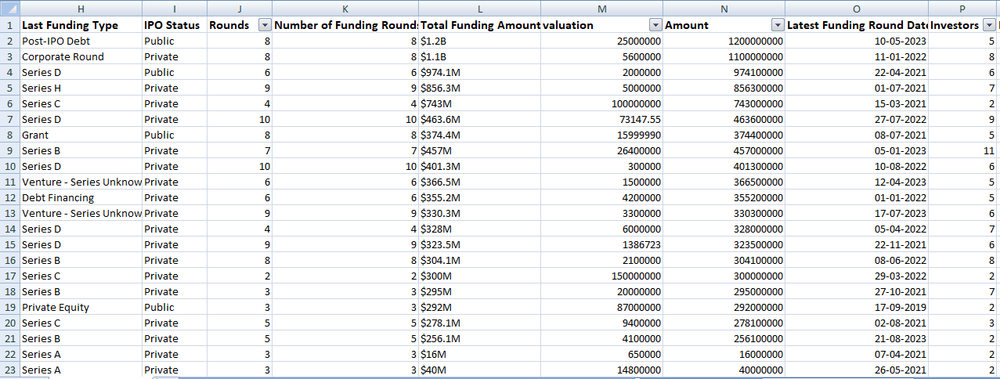 H I J K L M N O P
1 Last Funding Type IPO Status Rounds Number of Funding Round Total Funding Amount valuation Amount Latest Funding Round Dat Investors
2 Post-IPO Debt Public 8 8 $1.2B 25000000 1200000000 10-05-2023 5
3 Corporate Round Private 8 8 $1.1B 5600000 1100000000 11-01-2022 8
4 Series D Public 6 6 $974.1M 2000000 974100000 22-04-2021 6
5 Series H Private 9 9 $856.3M 5000000 856300000 01-07-2021 7
6 Series C Private 4 4 $743M 100000000 743000000 15-03-2021 2
7 Series D Private 10 10 $463.6M 73147.55 463600000 27-07-2022 9
8 Grant Public 8 8 $374.4M 15999990 374400000 08-07-2021 5
9 Series B Private 7 7 $457M 26400000 457000000 05-01-2023 11
10 Series D Private 10 10 $401.3M 300000 401300000 10-08-2022 6
11 Venture - Series Unknow Private 6 6 $366.5M 1500000 366500000 12-04-2023 5
12 Debt Financing Private 6 6 $355.2M 4200000 355200000 01-01-2022 5
13 Venture - Series Unknow Private 9 9 $330.3M 3300000 330300000 17-07-2023 6
14 Series D Private 4 4 $328M 6000000 328000000 05-04-2022 7
15 Series D Private 9 9 $323.5M 1386723 323500000 22-11-2021 6
16 Series B Private 8 8 $304.1M 2100000 304100000 08-06-2022 8
17 Series C Private 2 2 $300M 150000000 300000000 29-03-2022 2
18 Series B Private 3 3 $295M 20000000 295000000 27-10-2021 7
19 Private Equity Public 3 3 $292M 87000000 292000000 17-09-2019 2
20 Series C Private 5 5 $278.1M 9400000 278100000 02-08-2021 3
21 Series B Private 5 5 $256.1M 4100000 256100000 21-08-2023 2
22 Series A Private 3 3 $16M 650000 16000000 07-04-2021 2
23 Series A Private 3 3 $40M 14800000 40000000 26-05-2021 2